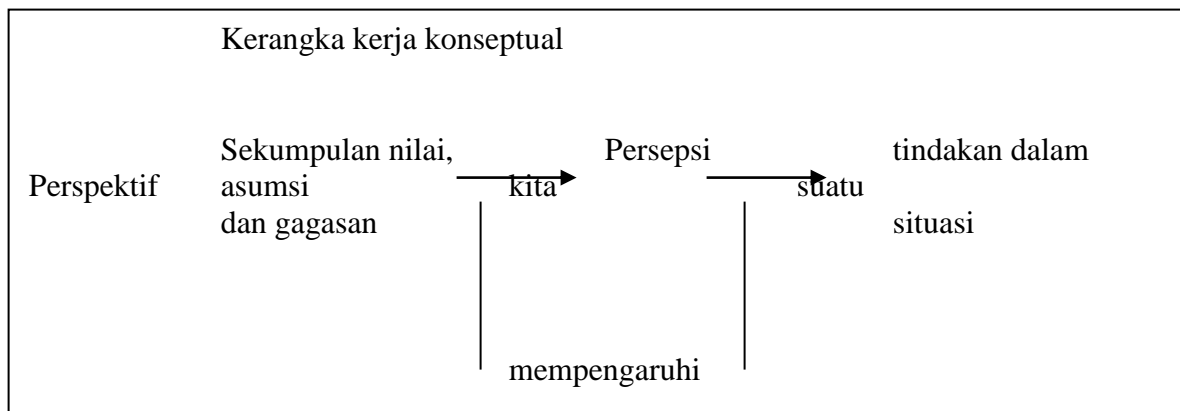 Kerangka kerja konseptual
Sekumpulan nilai, Persepsi tindakan dalam
Perspektif asumsi kita suatu
dan gagasan situasi
mempengaruhi